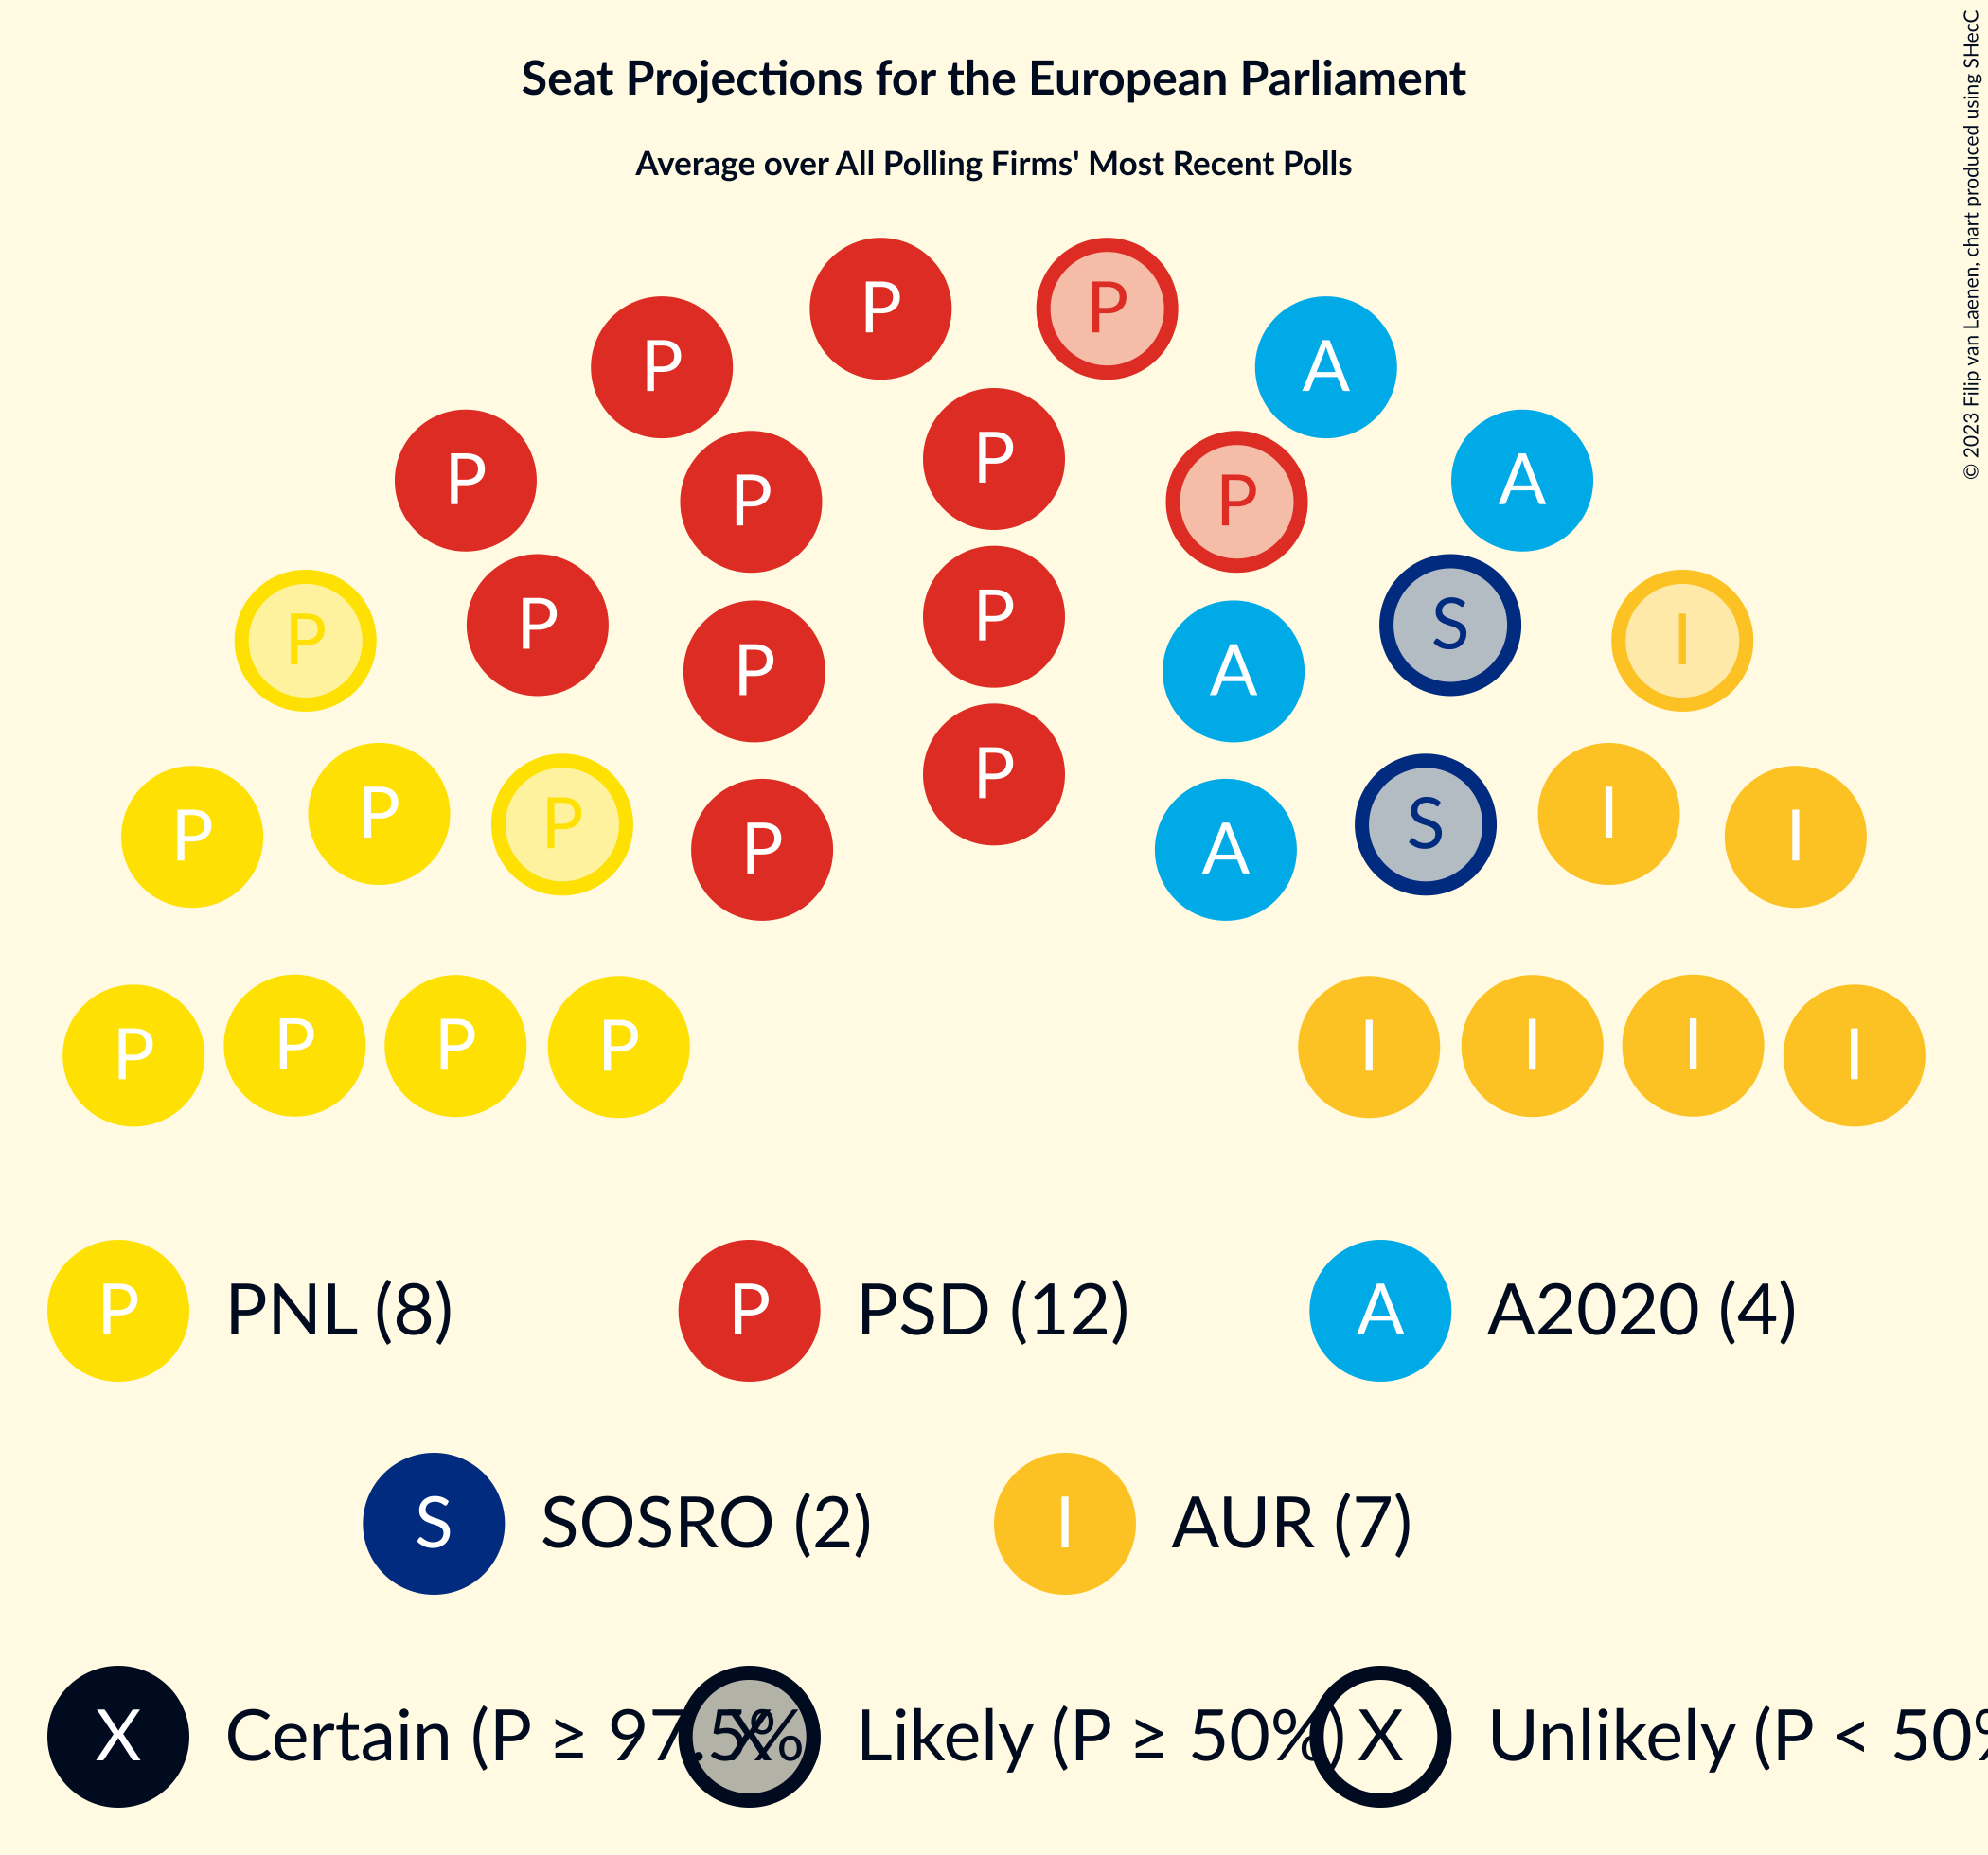 Seat Projections for the European Parliament
Average over All Polling Firms' Most Recent Polls
© 2023 Filip van Laenen, chart produced using SHecC
P P
P A
P P
P A
P P
P P S I
P A
P P P S I I
P A
P
P P P P I I I I
P PNL (8) P PSD (12) A A2020 (4)
S SOSRO (2) I AUR (7)
X Certain (P ≥ 97.5% X Likely (P ≥ 50%) X Unlikely (P < 50%